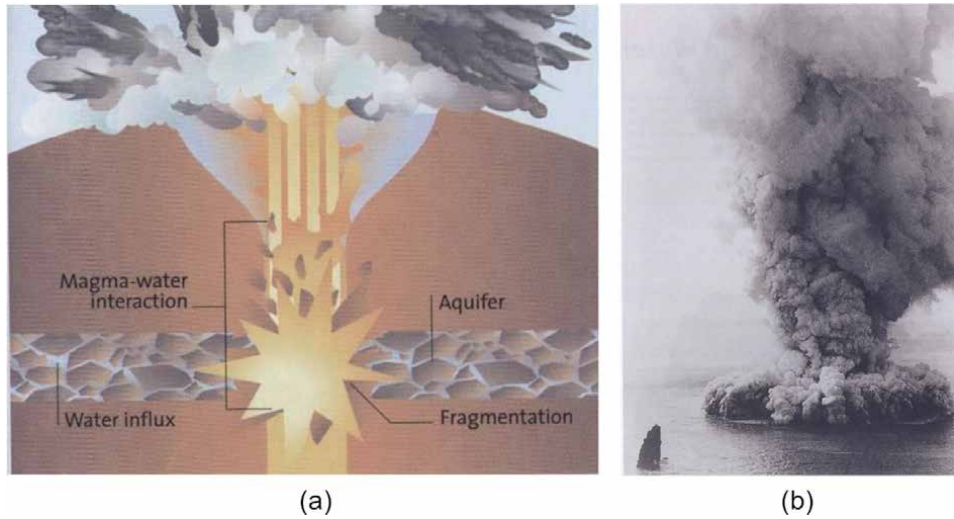 Magma-water
interaction
Aquifer
Water influx
Fragmentation
(a)
(b)